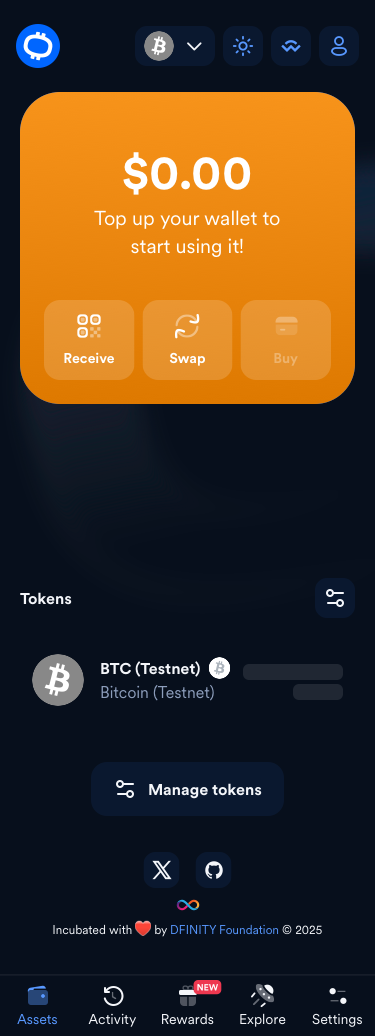 $0.00
Top up your wallet to
start using it!
Receive
Swap
Buy
Tokens
BTC (Testnet)
Bitcoin (Testnet)
Manage tokens
Incubated with ❤️ by DFINITY Foundation © 2025
NEW
Assets
Activity
Rewards
Explore
Settings